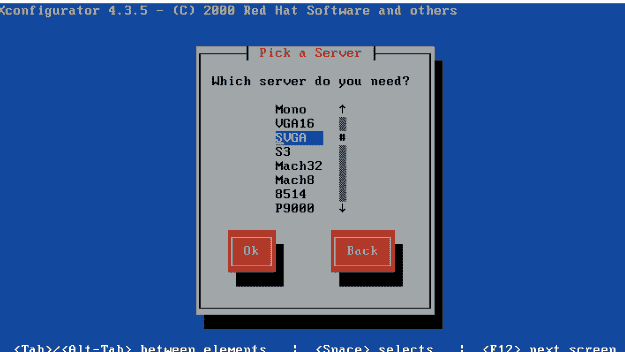 Xconfigurator 4.3.5 - (C) 2000 Red Hat Software and others
Pick a Server
Which server do you need?
Mono ↑
VGA16
SVGA #
S3
Mach32
Mach8
8514
P9000 ↓
Ok Back
<Tab>/<Alt-Tab> between elements | <Space> selects | <F12> next screen